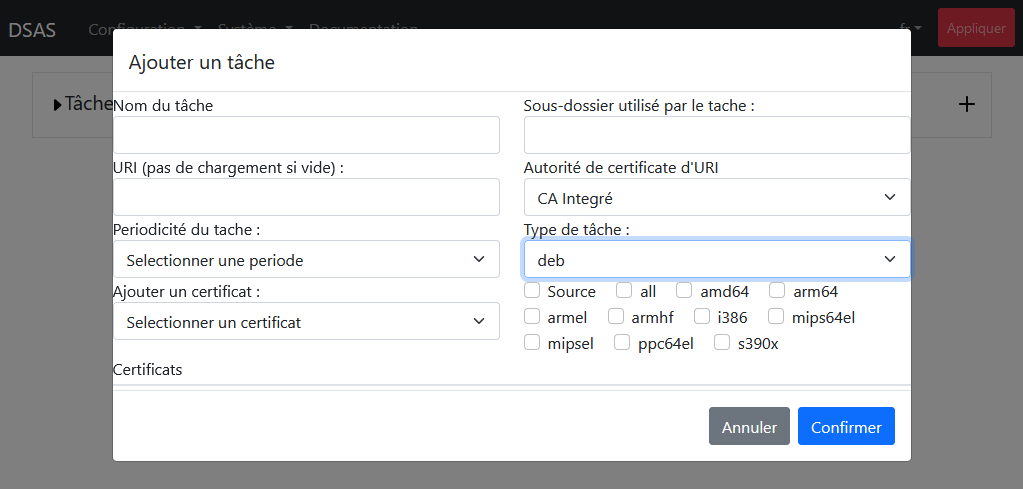 DSAS Configuration Système Documentation fr Appliquer
Ajouter un tâche
Tâche
Nom du tâche
Sous-dossier utilisé par le tache :
URI (pas de chargement si vide) :
Autorité de certificate d'URI
CA Integré
Periodicité du tache :
Type de tâche :
Selectionner une periode
deb
Ajouter un certificat :
Source all amd64 arm64
Selectionner un certificat
armel armhf i386 mips64el
mipsel ppc64el s390x
Certificats
Annuler Confirmer